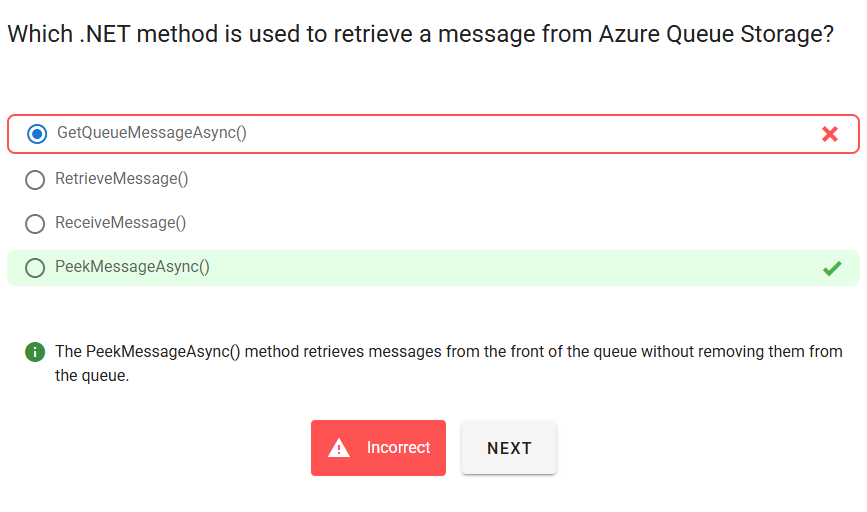 Which .NET method is used to retrieve a message from Azure Queue Storage?
GetQueueMessageAsync()
RetrieveMessage()
ReceiveMessage()
PeekMessageAsync()
The PeekMessageAsync() method retrieves messages from the front of the queue without removing them from
the queue.
Incorrect
NEXT